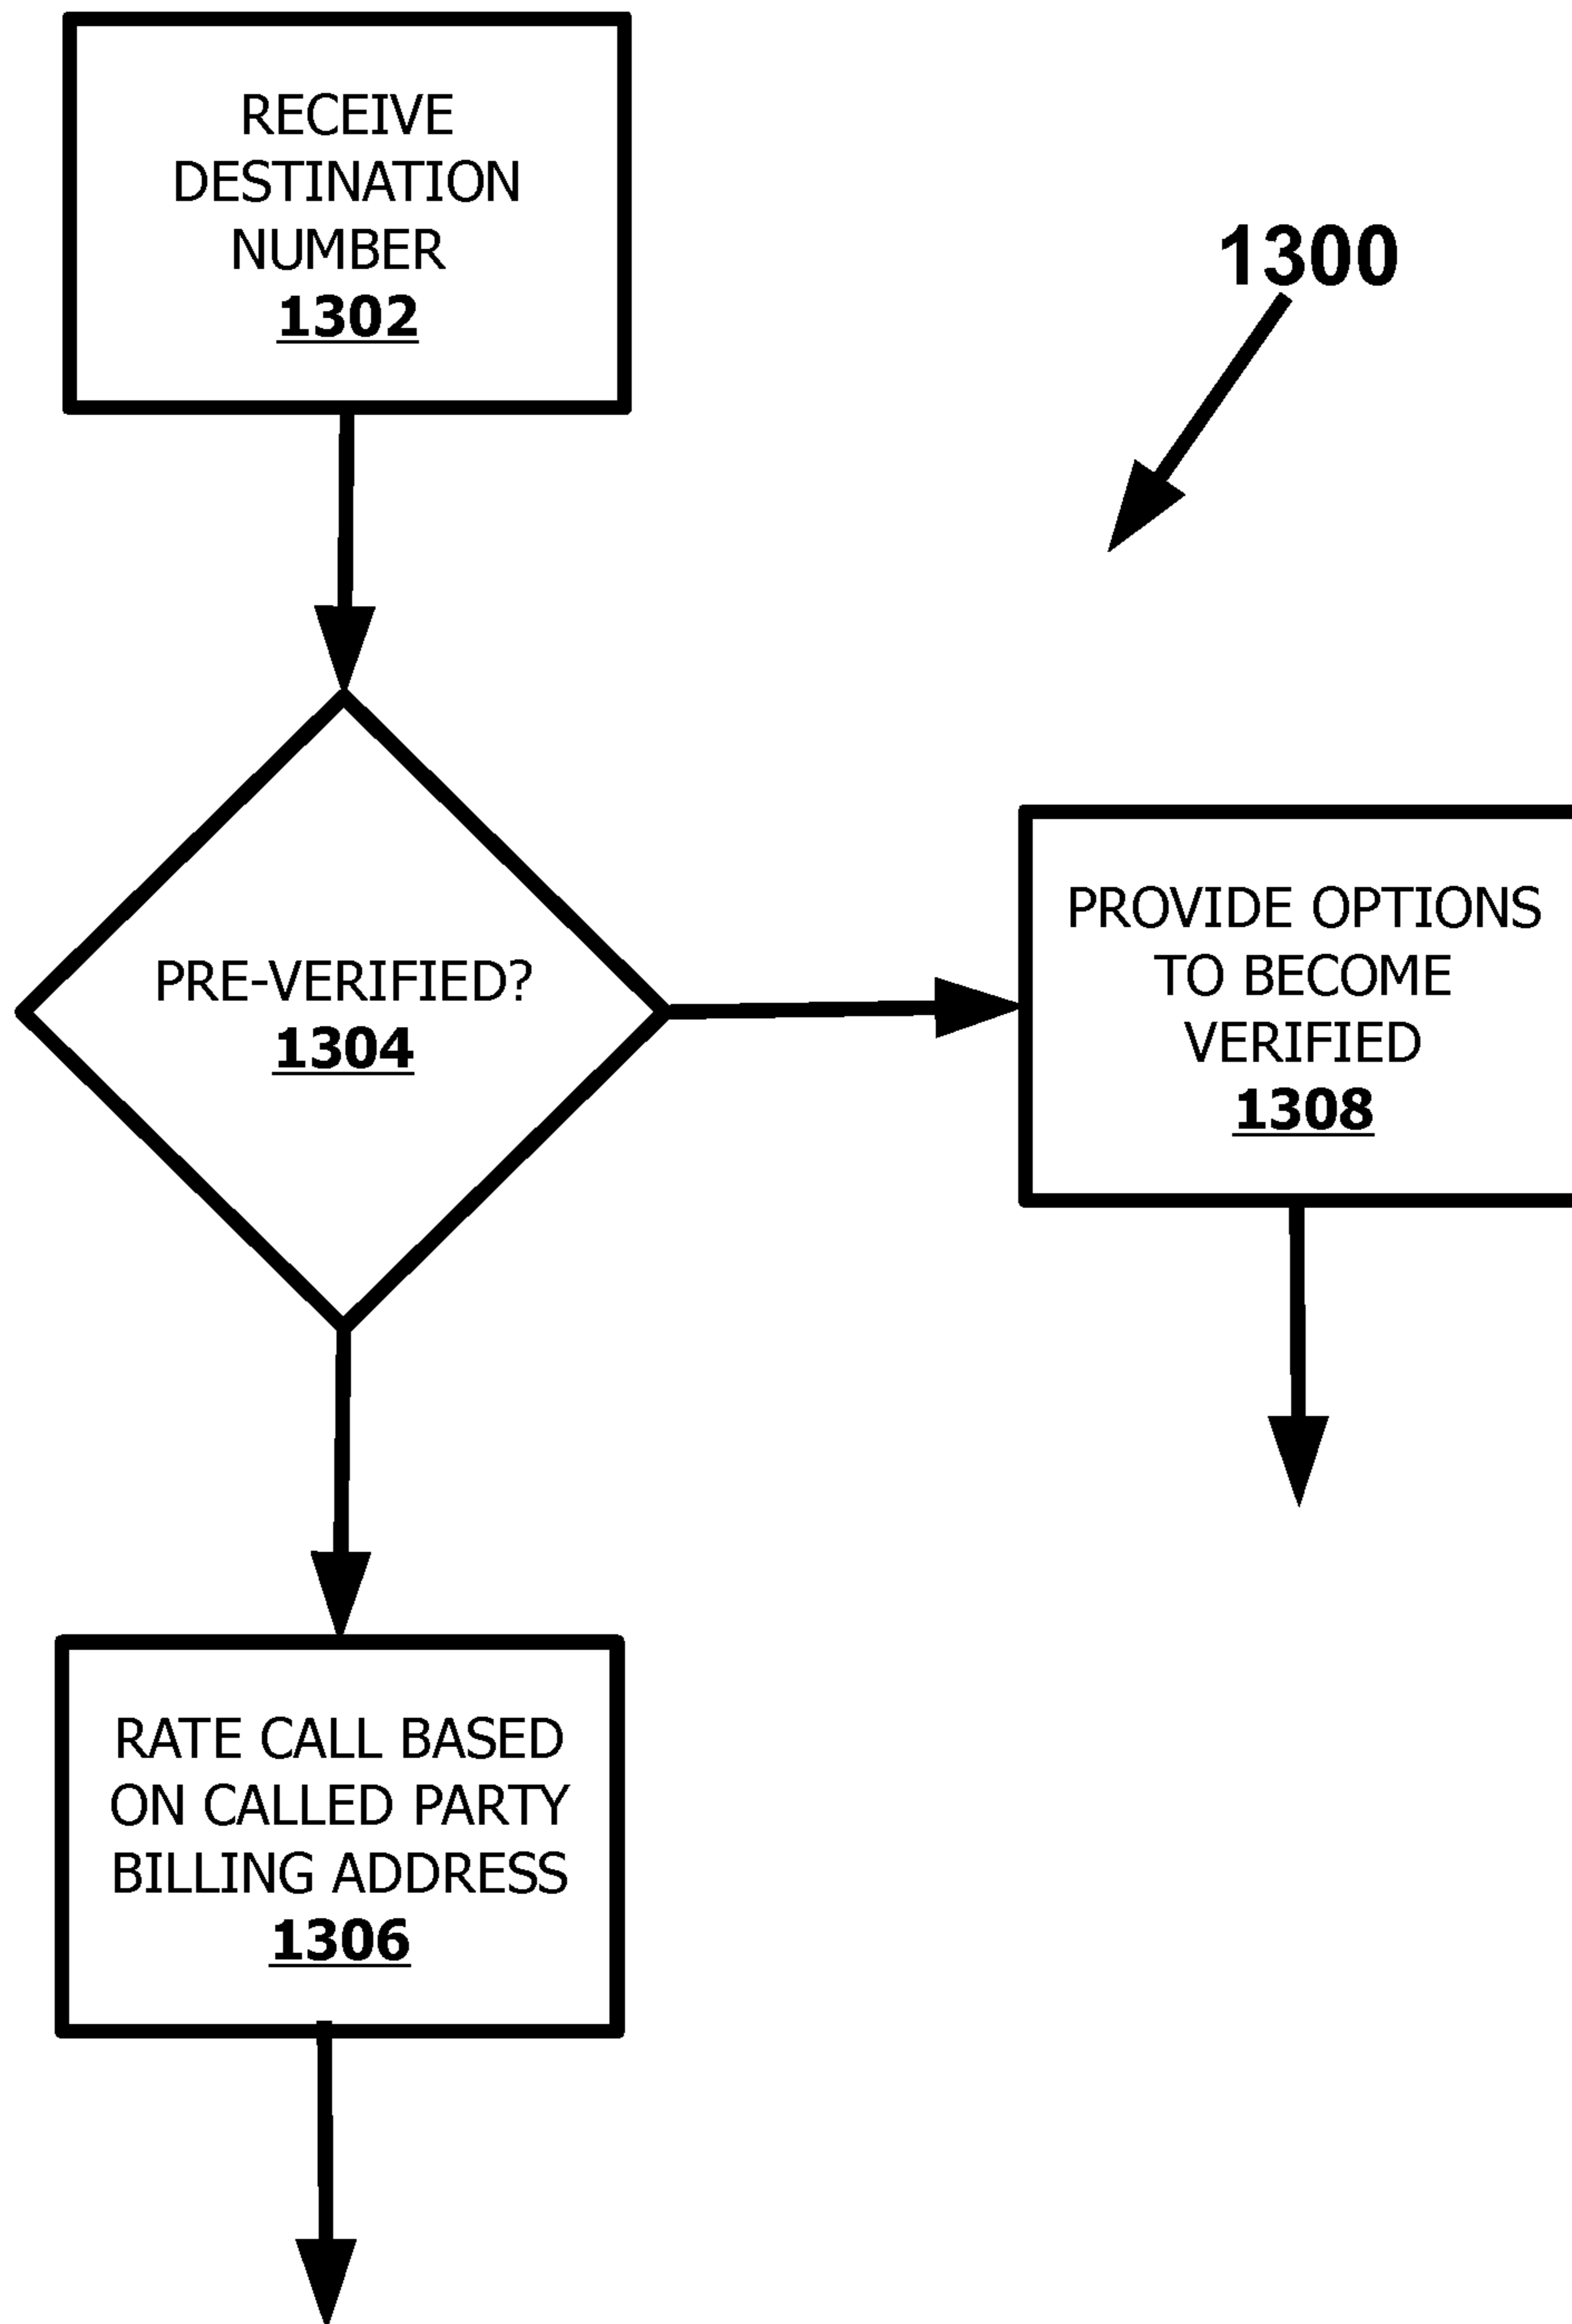 RECEIVE
DESTINATION
NUMBER
1302
1300
PRE-VERIFIED?
1304
PROVIDE OPTIONS
TO BECOME
VERIFIED
1308
RATE CALL BASED
ON CALLED PARTY
BILLING ADDRESS
1306